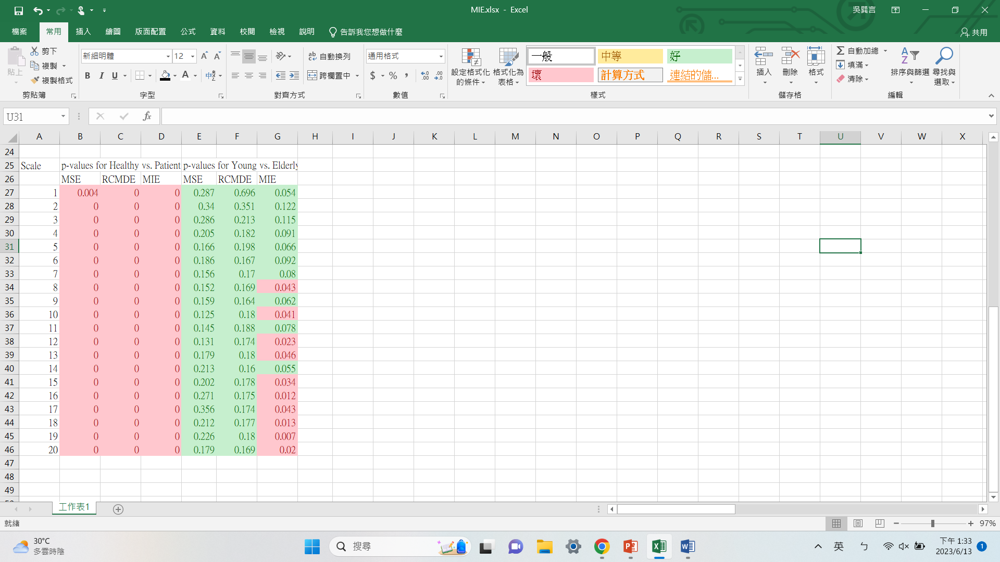 MIE.xlsx - Excel
吳巽言
檔案 常用 插入 繪圖 版面配置 公式 資料 校閱 檢視 說明 告訴我您想做什麼 共用
貼上
剪下
複製
複製格式
剪貼簿
新細明體 12
B I U
字型
自動換列
跨欄置中
對齊方式
通用格式
$ % ,
數值
設定格式化的條件
格式化為表格
一般 中等 好
壞 計算方式 連結的儲...
樣式
插入 刪除 格式
儲存格
自動加總
填滿
清除
排序與篩選
尋找與選取
編輯
U31
fx
A B C D E F G H I J K L M N O P Q R S T U V W X
24
25 Scale p-values for Healthy vs. Patient p-values for Young vs. Elderly
26 MSE RCMDE MIE MSE RCMDE MIE
27 1 0.004 0 0 0.287 0.696 0.054
28 2 0 0 0 0.34 0.351 0.122
29 3 0 0 0 0.286 0.213 0.115
30 4 0 0 0 0.205 0.182 0.091
31 5 0 0 0 0.166 0.198 0.066
32 6 0 0 0 0.186 0.167 0.092
33 7 0 0 0 0.156 0.17 0.08
34 8 0 0 0 0.152 0.169 0.043
35 9 0 0 0 0.159 0.164 0.062
36 10 0 0 0 0.125 0.18 0.041
37 11 0 0 0 0.145 0.188 0.078
38 12 0 0 0 0.131 0.174 0.023
39 13 0 0 0 0.179 0.18 0.046
40 14 0 0 0 0.213 0.16 0.055
41 15 0 0 0 0.202 0.178 0.034
42 16 0 0 0 0.271 0.175 0.012
43 17 0 0 0 0.356 0.174 0.043
44 18 0 0 0 0.212 0.177 0.013
45 19 0 0 0 0.226 0.18 0.007
46 20 0 0 0 0.179 0.169 0.02
47
48
49
工作表1
就緒
97%
30°C
多雲時陰
搜尋
英 ㄅ
下午 1:33
2023/6/13
1